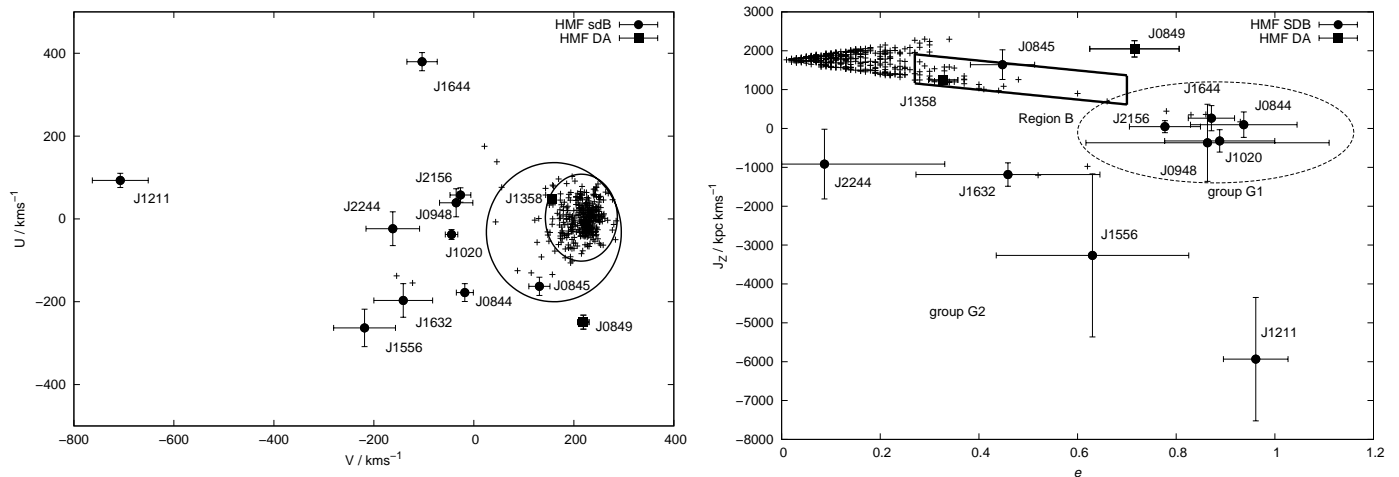 HMF sdB
HMF DA
400
200
0
−200
−400
−800
−600
−400
−200
0
200
400
U / kms⁻¹
V / kms⁻¹
J1644
J1211
J2156
J2244
J0948
J1358
J1020
J0845
J0844
J1632
J1556
J0849
HMF SDB
HMF DA
3000
2000
1000
0
−1000
−2000
−3000
−4000
−5000
−6000
−7000
−8000
0
0.2
0.4
0.6
0.8
1
1.2
J_Z / kpc kms⁻¹
e
J0849
J0845
J1358
Region B
J1644
J2156
J0844
J1020
J0948
group G1
J2244
J1632
J1556
group G2
J1211